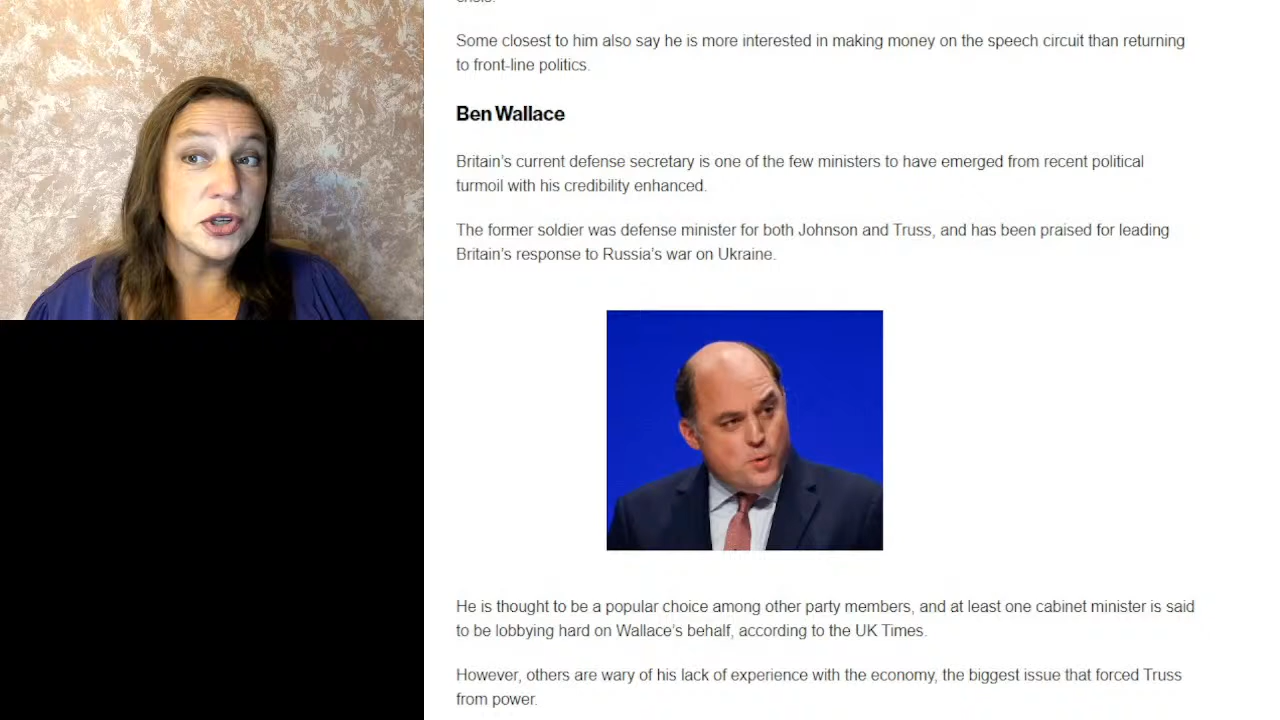 Some closest to him also say he is more interested in making money on the speech circuit than returning
to front-line politics.
Ben Wallace
Britain's current defense secretary is one of the few ministers to have emerged from recent political
turmoil with his credibility enhanced.
The former soldier was defense minister for both Johnson and Truss, and has been praised for leading
Britain's response to Russia's war on Ukraine.
He is thought to be a popular choice among other party members, and at least one cabinet minister is said
to be lobbying hard on Wallace's behalf, according to the UK Times.
However, others are wary of his lack of experience with the economy, the biggest issue that forced Truss
from power.